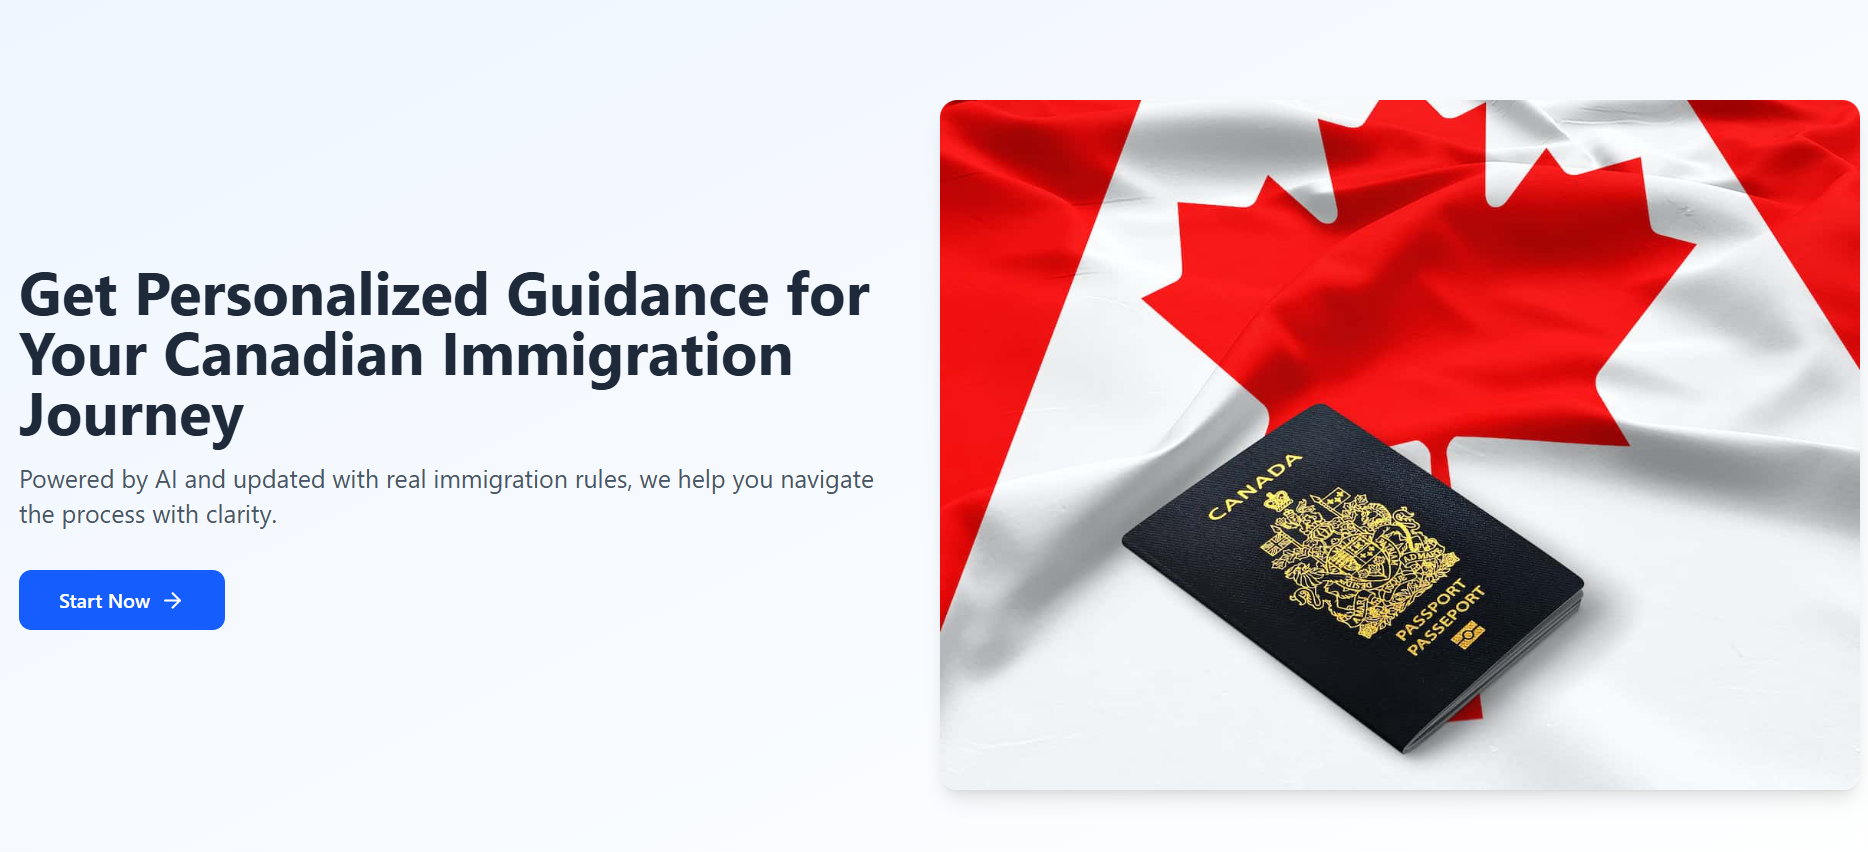 Get Personalized Guidance for
Your Canadian Immigration
Journey
Powered by AI and updated with real immigration rules, we help you navigate
the process with clarity.
Start Now
CANADA
PASSPORT
PASSEPORT